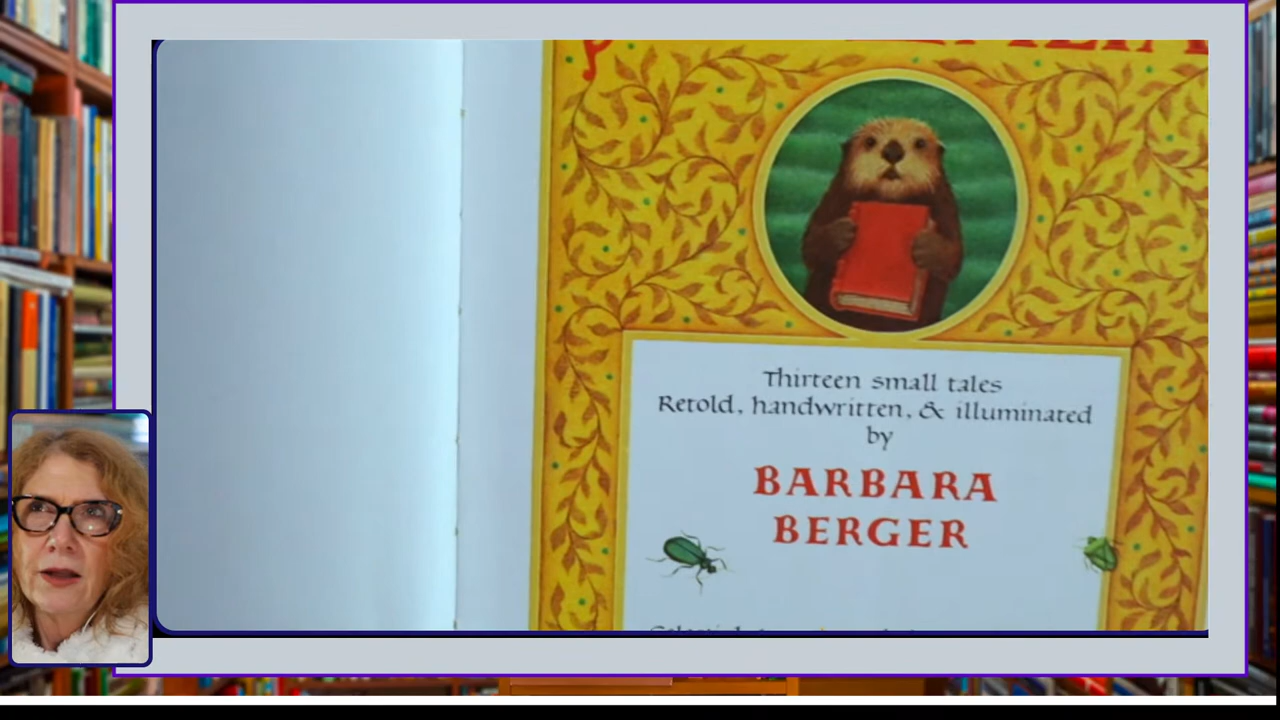 Thirteen small tales
Retold, handwritten, & illuminated
by
BARBARA
BERGER